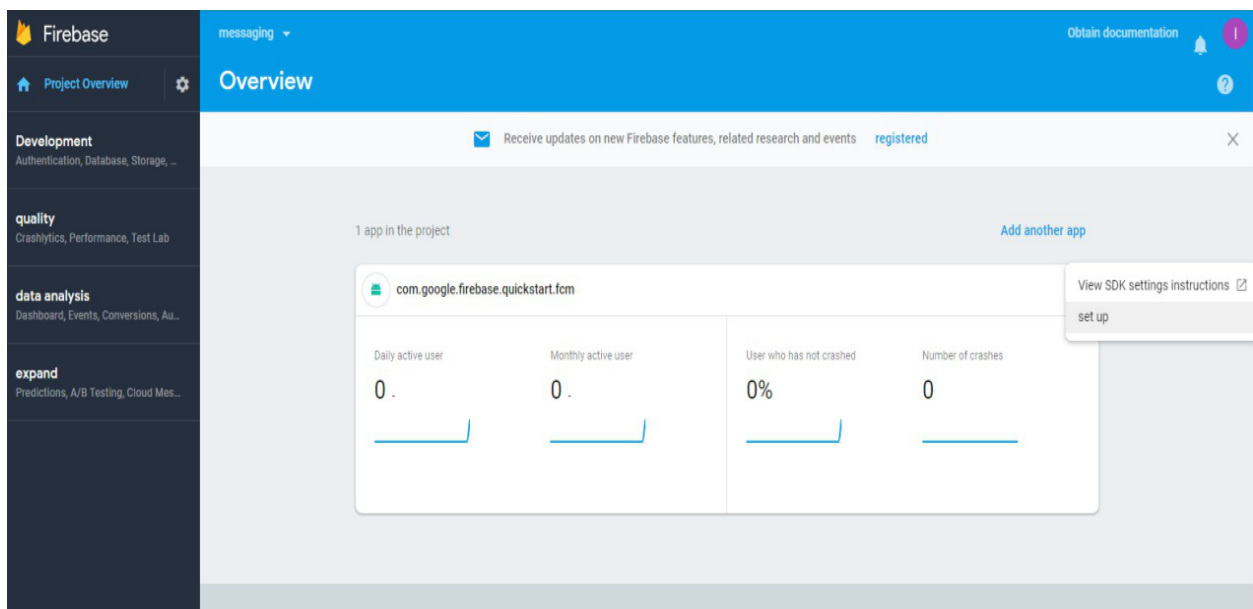 Firebase
messaging
Obtain documentation
I
Project Overview
Overview
?
Receive updates on new Firebase features, related research and events registered
Development
Authentication, Database, Storage, ...
quality
Crashlytics, Performance, Test Lab
data analysis
Dashboard, Events, Conversions, Au...
expand
Predictions, A/B Testing, Cloud Mes...
1 app in the project
Add another app
com.google.firebase.quickstart.fcm
View SDK settings instructions
set up
Daily active user
Monthly active user
User who has not crashed
Number of crashes
0 .
0 .
0%
0